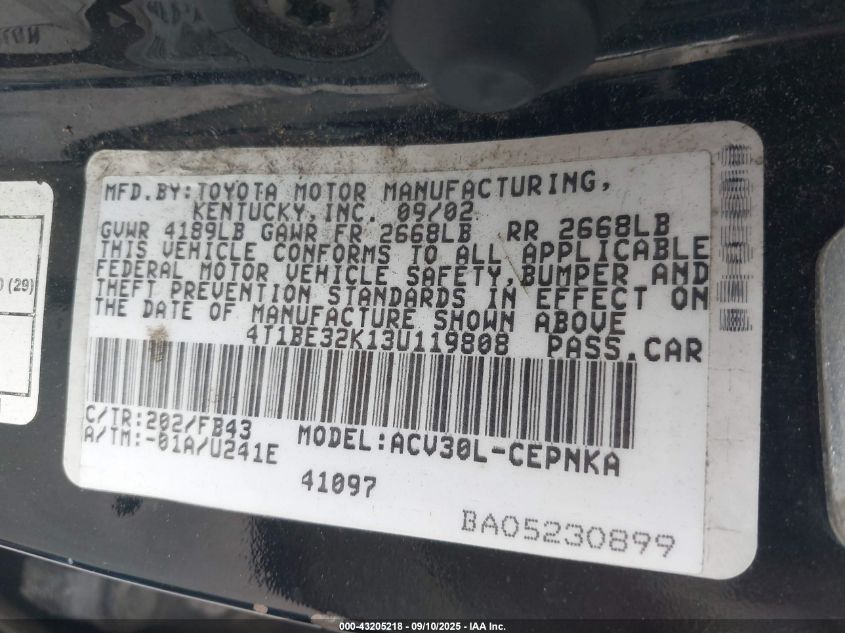 MFD.BY:TOYOTA MOTOR MANUFACTURING,
KENTUCKY,INC. 09/02
GVWR 4189LB GAWR FR 2668LB RR 2668LB
THIS VEHICLE CONFORMS TO ALL APPLICABLE
FEDERAL MOTOR VEHICLE SAFETY,BUMPER AND
THEFT PREVENTION STANDARDS IN EFFECT ON
THE DATE OF MANUFACTURE SHOWN ABOVE
4T1BE32K13U119808 PASS.CAR
C/TR:202/FB43
A/TM:-01A/U241E
MODEL:ACV30L-CEPNKA
41097
BA05230899
(29)
000-43205218 - 09/10/2025 - IAA Inc.